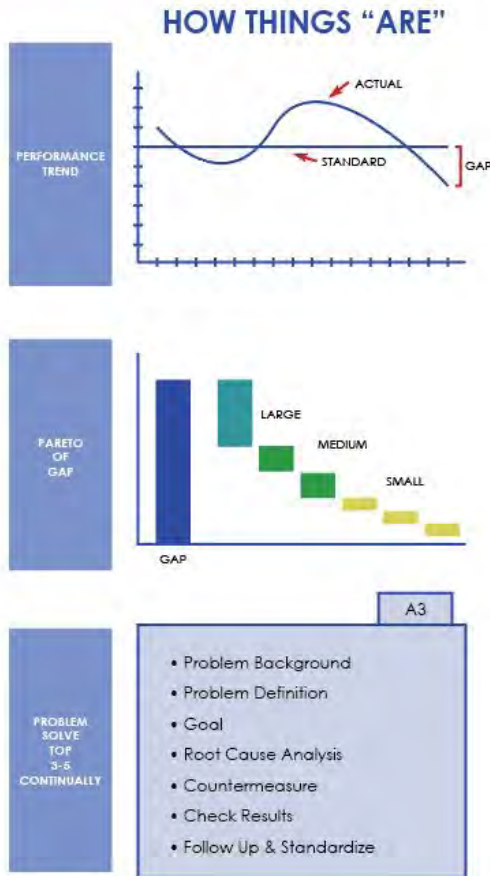 HOW THINGS “ARE”
PERFORMANCE
TREND
ACTUAL
STANDARD
GAP
PARETO
OF
GAP
LARGE
MEDIUM
SMALL
GAP
PROBLEM
SOLVE
TOP
3-5
CONTINUALLY
A3
• Problem Background
• Problem Definition
• Goal
• Root Cause Analysis
• Countermeasure
• Check Results
• Follow Up & Standardize